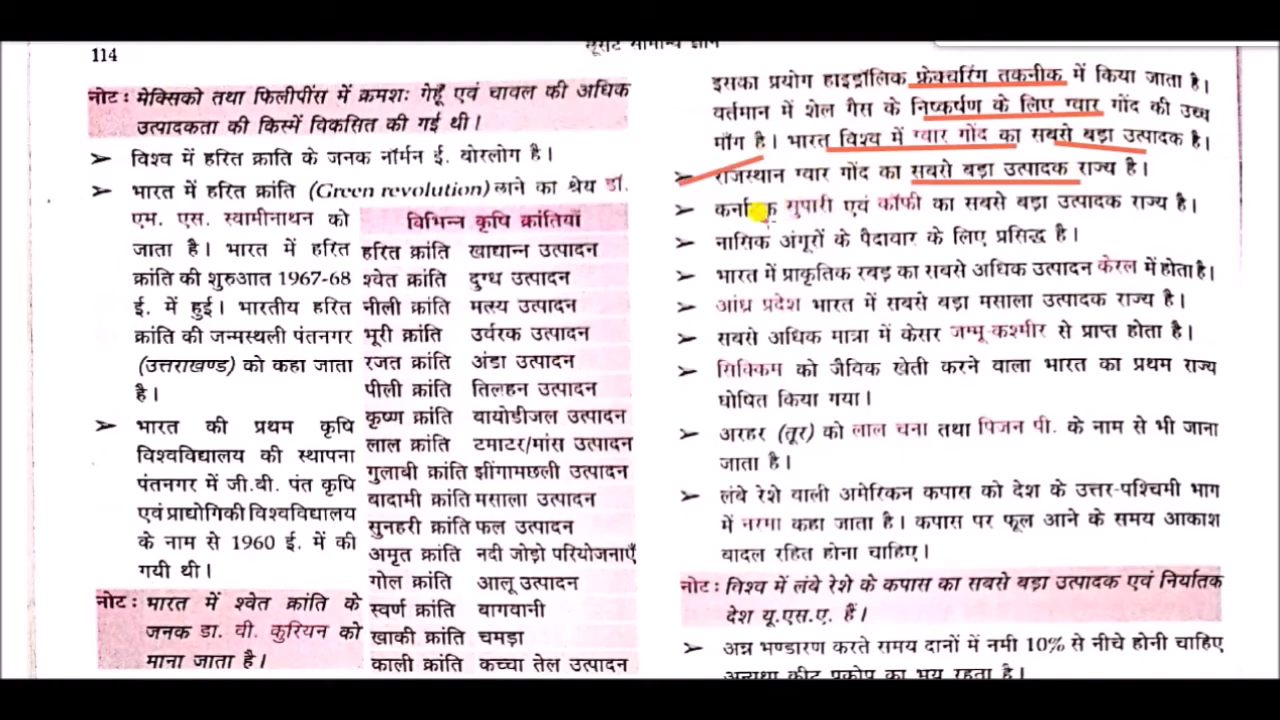 114
लूसेंट सामान्य ज्ञान
नोट : मेक्सिको तथा फिलीपींस में क्रमशः गेहूँ एवं चावल की अधिक
उत्पादकता की किस्में विकसित की गई थी।
➤ विश्व में हरित क्राति के जनक नॉर्मन ई. बोरलोग है।
➤ भारत में हरित क्रांति (Green revolution) लाने का श्रेय डॉ.
एम. एस. स्वामीनाथन को
जाता है। भारत में हरित
क्रांति की शुरुआत 1967-68
ई. में हुई। भारतीय हरित
क्रांति की जन्मस्थली पंतनगर
(उत्तराखण्ड) को कहा जाता
है।
➤ भारत की प्रथम कृषि
विश्वविद्यालय की स्थापना
पंतनगर में जी.बी. पंत कृषि
एवं प्राधोगिकी विश्वविद्यालय
के नाम से 1960 ई. में की
गयी थी।
नोट : भारत में श्वेत क्रांति के
जनक डा. वी. कुरियन को
माना जाता है।
विभिन्न कृषि क्रांतियाँ
हरित क्रांति खाद्यान्न उत्पादन
श्वेत क्रांति दुग्ध उत्पादन
नीली क्रांति मत्स्य उत्पादन
भूरी क्रांति उर्वरक उत्पादन
रजत क्रांति अंडा उत्पादन
पीली क्रांति तिलहन उत्पादन
कृष्ण क्रांति बायोडीजल उत्पादन
लाल क्रांति टमाटर/मांस उत्पादन
गुलाबी क्रांति झींगामछली उत्पादन
बादामी क्रांति मसाला उत्पादन
सुनहरी क्रांति फल उत्पादन
अमृत क्रांति नदी जोड़ो परियोजनाएँ
गोल क्रांति आलू उत्पादन
स्वर्ण क्रांति बागवानी
खाकी क्रांति चमड़ा
काली क्रांति कच्चा तेल उत्पादन
इसका प्रयोग हाइड्रॉलिक फ्रेक्चरिंग तकनीक में किया जाता है।
वर्तमान में शेल गैस के निष्कर्षण के लिए ग्वार गोंद की उच्च
माँग है। भारत विश्व में ग्वार गोंद का सबसे बड़ा उत्पादक है।
➤ राजस्थान ग्वार गोंद का सबसे बड़ा उत्पादक राज्य है।
➤ कर्नाटक सुपारी एवं कॉफी का सबसे बड़ा उत्पादक राज्य है।
➤ नासिक अंगूरों के पैदावार के लिए प्रसिद्ध है।
➤ भारत में प्राकृतिक रबड़ का सबसे अधिक उत्पादन केरल में होता है।
➤ आंध्र प्रदेश भारत में सबसे बड़ा मसाला उत्पादक राज्य है।
➤ सबसे अधिक मात्रा में केसर जम्मू-कश्मीर से प्राप्त होता है।
➤ सिक्किम को जैविक खेती करने वाला भारत का प्रथम राज्य
घोषित किया गया।
➤ अरहर (तूर) को लाल चना तथा पिजन पी. के नाम से भी जाना
जाता है।
➤ लंबे रेशे वाली अमेरिकन कपास को देश के उत्तर-पश्चिमी भाग
में नरमा कहा जाता है। कपास पर फूल आने के समय आकाश
बादल रहित होना चाहिए।
नोट : विश्व में लंबे रेशे के कपास का सबसे बड़ा उत्पादक एवं निर्यातक
देश यू.एस.ए. हैं।
➤ अन्न भण्डारण करते समय दानों में नमी 10% से नीचे होनी चाहिए
अन्यथा कीट प्रकोप का भय रहता है।